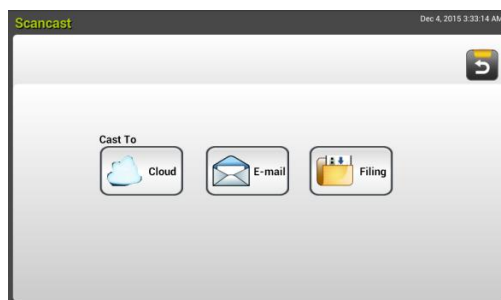 Scancast
Dec 4, 2015 3:33:14 AM
Cast To
Cloud
E-mail
Filing